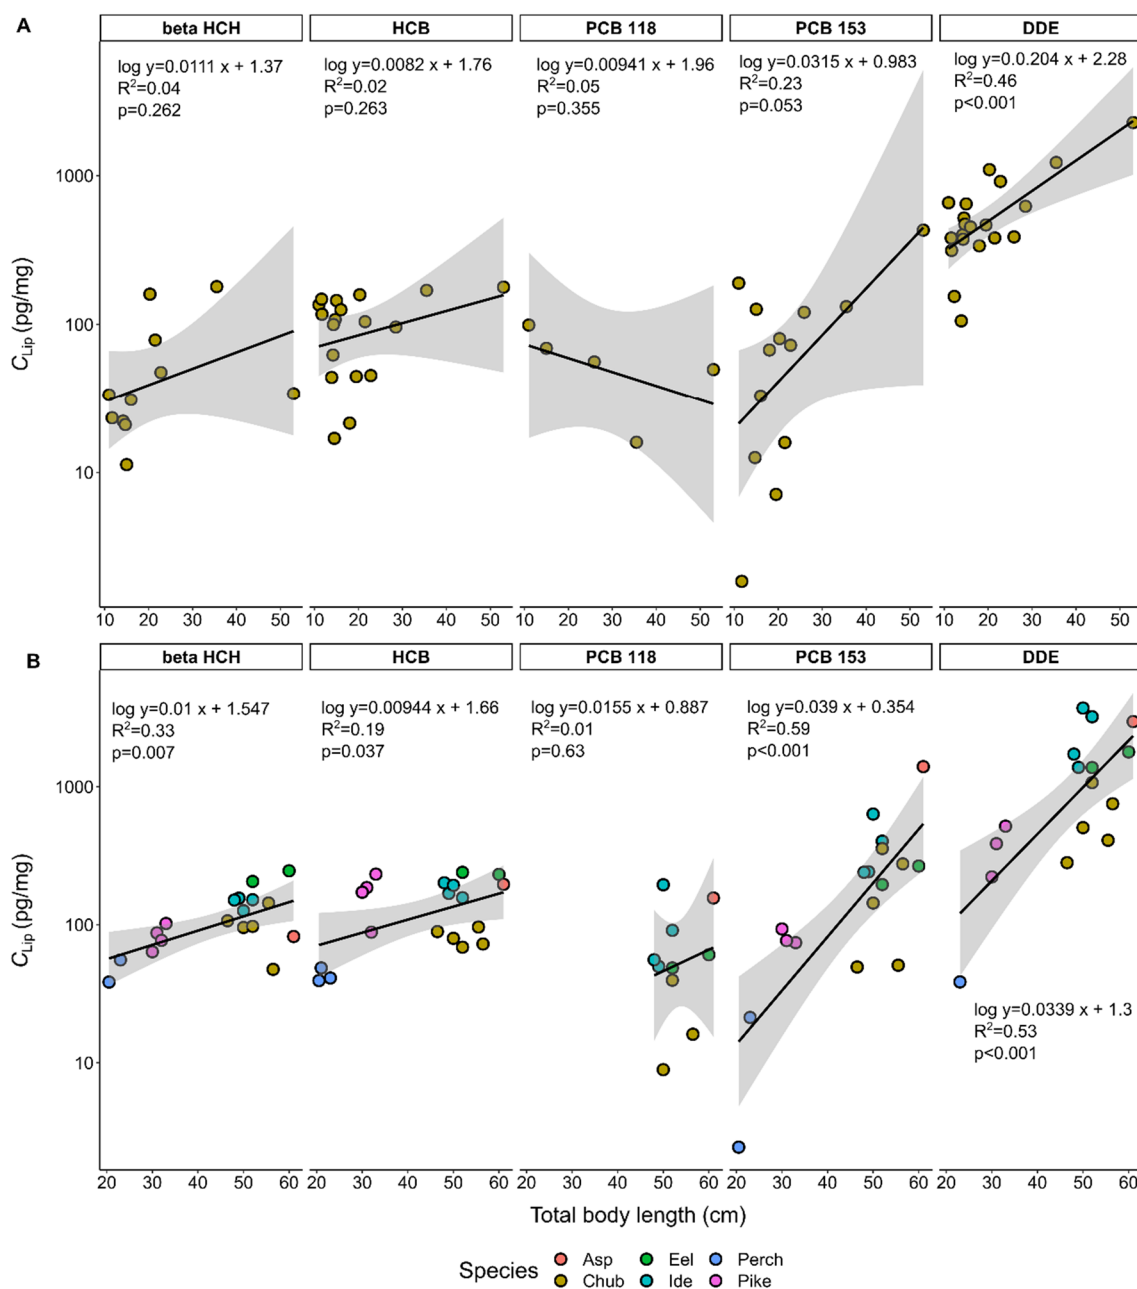 A
beta HCH HCB PCB 118 PCB 153 DDE
log y=0.0111 x + 1.37
R²=0.04
p=0.262
log y=0.0082 x + 1.76
R²=0.02
p=0.263
log y=0.00941 x + 1.96
R²=0.05
p=0.355
log y=0.0315 x + 0.983
R²=0.23
p=0.053
log y=0.0.204 x + 2.28
R²=0.46
p<0.001
1000
100
10
C Lip (pg/mg)
10 20 30 40 50 10 20 30 40 50 10 20 30 40 50 10 20 30 40 50 10 20 30 40 50
B
beta HCH HCB PCB 118 PCB 153 DDE
log y=0.01 x + 1.547
R²=0.33
p=0.007
log y=0.00944 x + 1.66
R²=0.19
p=0.037
log y=0.0155 x + 0.887
R²=0.01
p=0.63
log y=0.039 x + 0.354
R²=0.59
p<0.001
log y=0.0339 x + 1.3
R²=0.53
p<0.001
1000
100
10
C Lip (pg/mg)
20 30 40 50 60 20 30 40 50 60 20 30 40 50 60 20 30 40 50 60 20 30 40 50 60
Total body length (cm)
Species
Asp Eel Perch
Chub Ide Pike